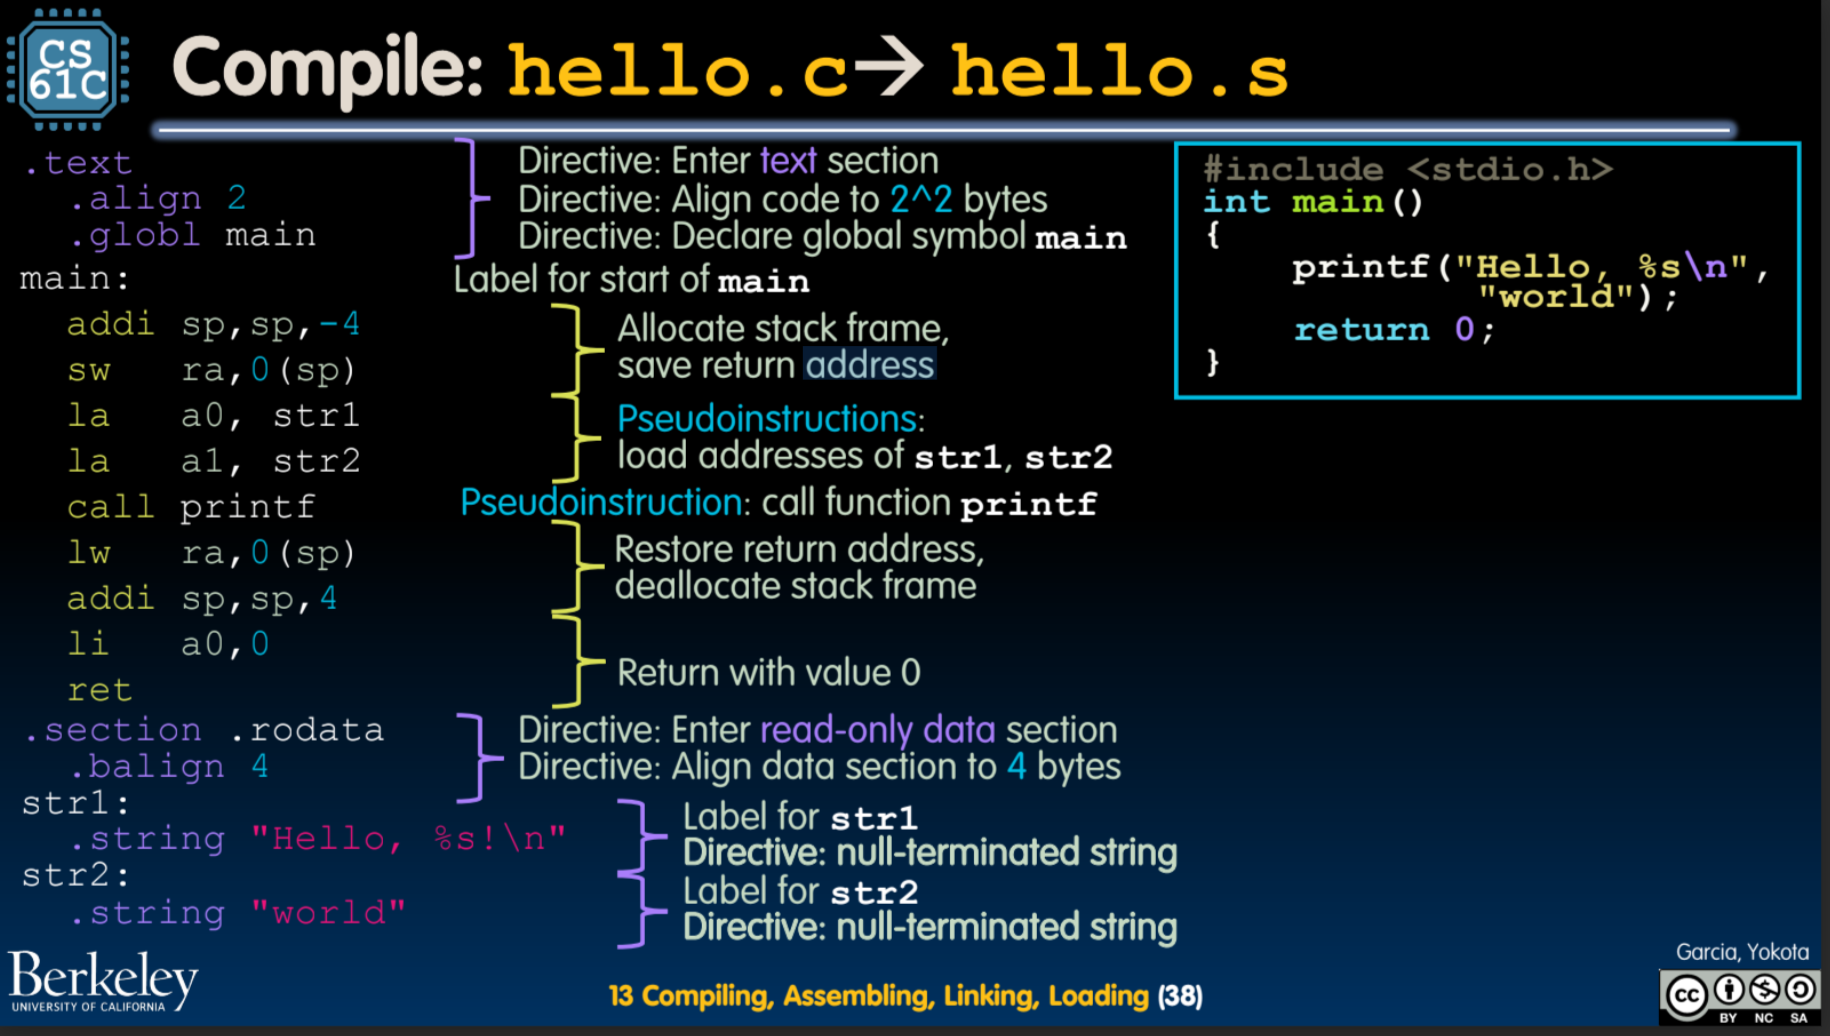 CS
61C
Compile: hello.c→ hello.s
.text
.align 2
.globl main
main:
addi sp,sp,-4
sw ra,0(sp)
la a0, str1
la a1, str2
call printf
lw ra,0(sp)
addi sp,sp,4
li a0,0
ret
.section .rodata
.balign 4
str1:
.string "Hello, %s!\n"
str2:
.string "world"
Directive: Enter text section
Directive: Align code to 2^2 bytes
Directive: Declare global symbol main
Label for start of main
Allocate stack frame,
save return address
Pseudoinstructions:
load addresses of str1, str2
Pseudoinstruction: call function printf
Restore return address,
deallocate stack frame
Return with value 0
Directive: Enter read-only data section
Directive: Align data section to 4 bytes
Label for str1
Directive: null-terminated string
Label for str2
Directive: null-terminated string
#include <stdio.h>
int main()
{
printf("Hello, %s\n",
"world");
return 0;
}
Berkeley
UNIVERSITY OF CALIFORNIA
13 Compiling, Assembling, Linking, Loading (38)
Garcia, Yokota
cc
BY NC SA